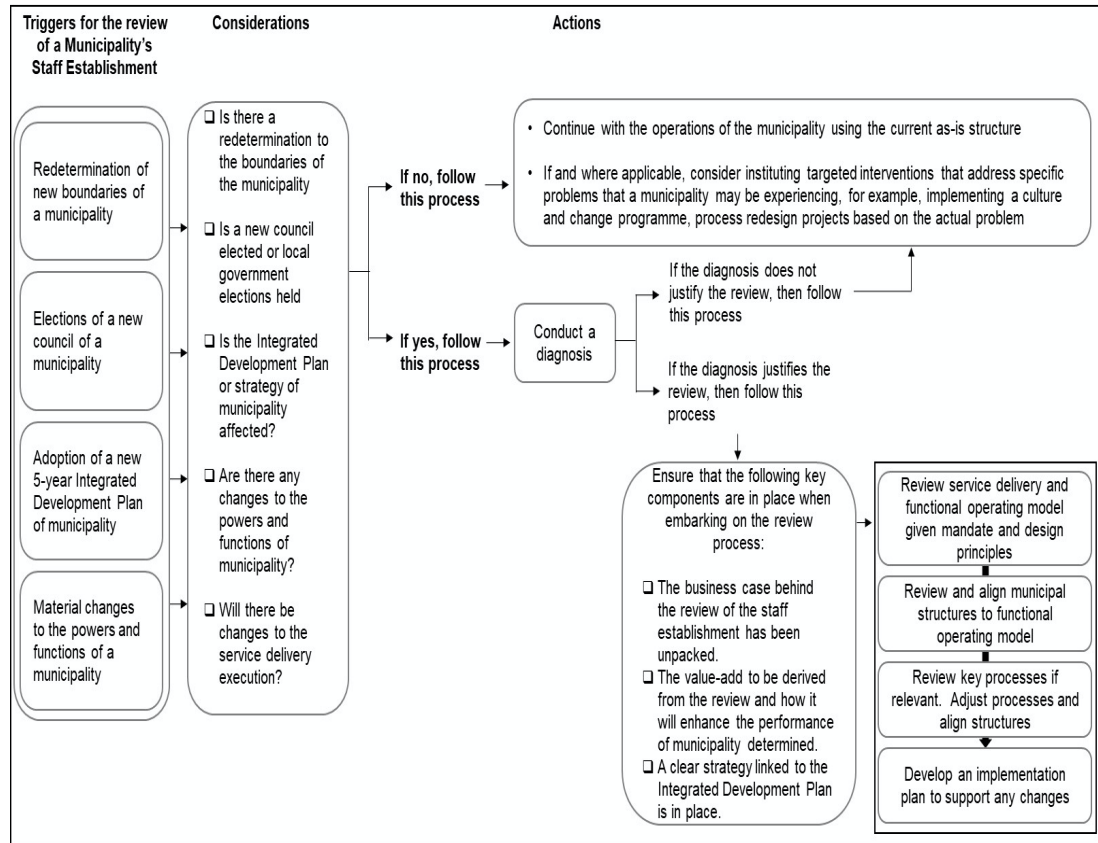 Triggers for the review
of a Municipality's
Staff Establishment
Considerations
Actions
Redetermination of
new boundaries of
a municipality
Elections of a new
council of a
municipality
Adoption of a new
5-year Integrated
Development Plan
of municipality
Material changes
to the powers and
functions of a
municipality
❑ Is there a
redetermination to
the boundaries of
the municipality
❑ Is a new council
elected or local
government
elections held
❑ Is the Integrated
Development Plan
or strategy of
municipality
affected?
❑ Are there any
changes to the
powers and
functions of
municipality?
❑ Will there be
changes to the
service delivery
execution?
If no, follow
this process
• Continue with the operations of the municipality using the current as-is structure
• If and where applicable, consider instituting targeted interventions that address specific
problems that a municipality may be experiencing, for example, implementing a culture
and change programme, process redesign projects based on the actual problem
If yes, follow
this process
Conduct a
diagnosis
If the diagnosis does not
justify the review, then follow
this process
If the diagnosis justifies the
review, then follow this
process
Ensure that the following key
components are in place when
embarking on the review
process:
❑ The business case behind
the review of the staff
establishment has been
unpacked.
❑ The value-add to be derived
from the review and how it
will enhance the performance
of municipality determined.
❑ A clear strategy linked to the
Integrated Development Plan
is in place.
Review service delivery and
functional operating model
given mandate and design
principles
Review and align municipal
structures to functional
operating model
Review key processes if
relevant. Adjust processes and
align structures
Develop an implementation
plan to support any changes